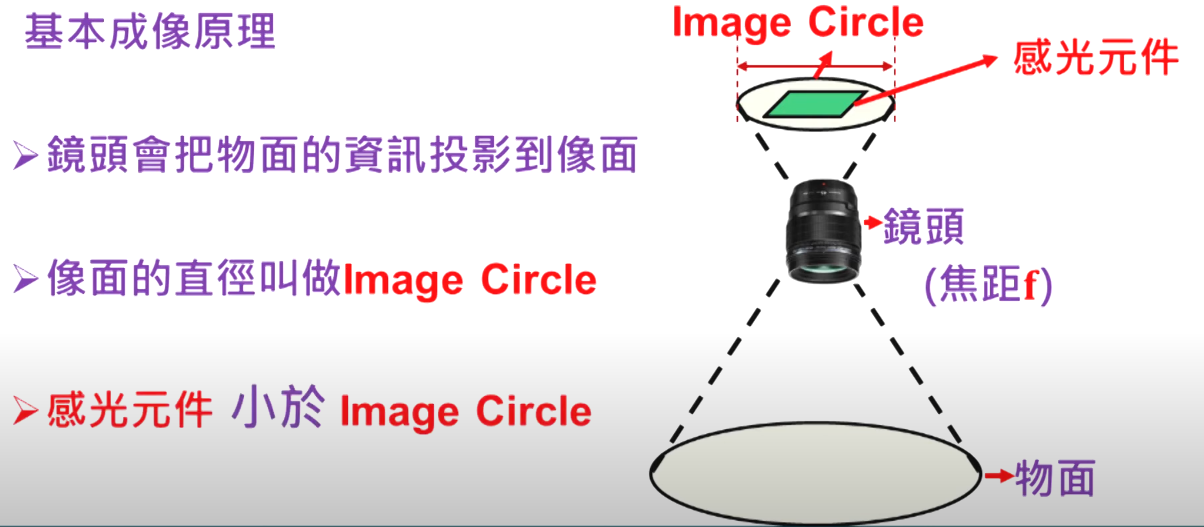 基本成像原理
鏡頭會把物面的資訊投影到像面
像面的直徑叫做Image Circle
感光元件 小於 Image Circle
Image Circle
感光元件
鏡頭
(焦距f)
物面